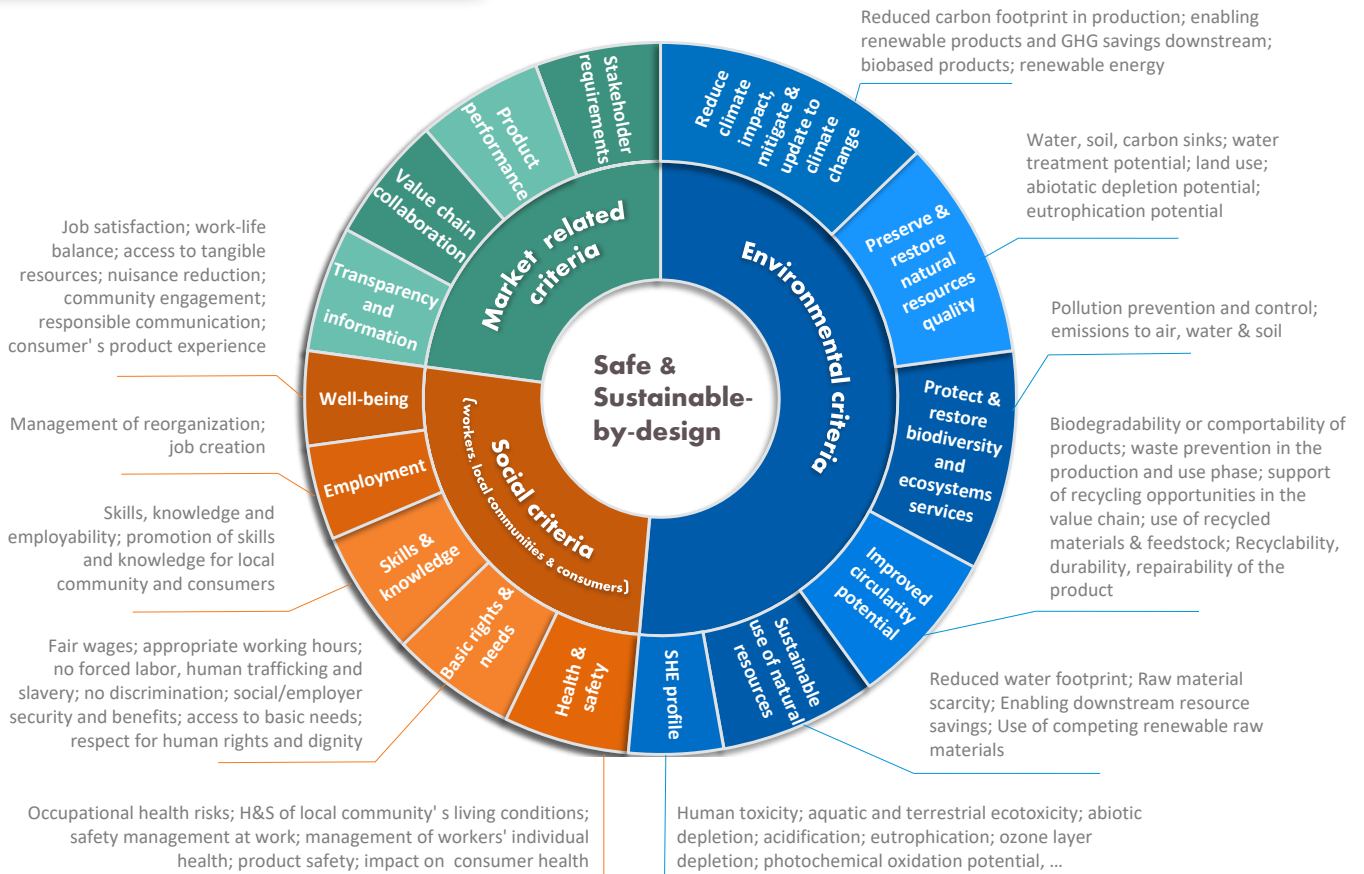 Reduced carbon footprint in production; enabling
renewable products and GHG savings downstream;
biobased products; renewable energy
Water, soil, carbon sinks; water
treatment potential; land use;
abiotatic depletion potential;
eutrophication potential
Pollution prevention and control;
emissions to air, water & soil
Biodegradability or comportability of
products; waste prevention in the
production and use phase; support
of recycling opportunities in the
value chain; use of recycled
materials & feedstock; Recyclability,
durability, repairability of the
product
Reduced water footprint; Raw material
scarcity; Enabling downstream resource
savings; Use of competing renewable raw
materials
Human toxicity; aquatic and terrestrial ecotoxicity; abiotic
depletion; acidification; eutrophication; ozone layer
depletion; photochemical oxidation potential, ...
Job satisfaction; work-life
balance; access to tangible
resources; nuisance reduction;
community engagement;
responsible communication;
consumer' s product experience
Management of reorganization;
job creation
Skills, knowledge and
employability; promotion of skills
and knowledge for local
community and consumers
Fair wages; appropriate working hours;
no forced labor, human trafficking and
slavery; no discrimination; social/employer
security and benefits; access to basic needs;
respect for human rights and dignity
Occupational health risks; H&S of local community' s living conditions;
safety management at work; management of workers' individual
health; product safety; impact on consumer health
Safe &
Sustainable-
by-design
Environmental criteria
Reduce
climate
impact,
mitigate &
update to
climate
change
Preserve &
restore
natural
resources
quality
Protect &
restore
biodiversity
and
ecosystems
services
Improved
circularity
potential
Sustainable
use of natural
resources
SHE profile
Social criteria
(workers, local communities & consumers)
Health &
safety
Basic rights &
needs
Skills &
knowledge
Employment
Well-being
Market related
criteria
Transparency
and
information
Value chain
collaboration
Product
performance
Stakeholder
requirements